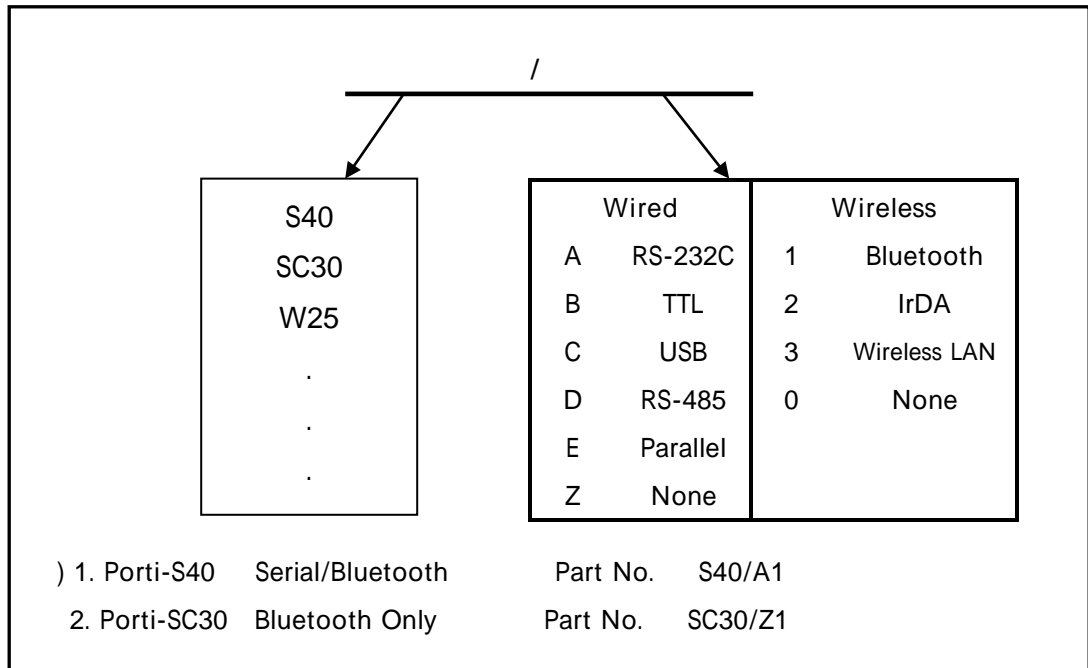 /
S40
SC30
W25
.
.
.
Wired Wireless
A RS-232C 1 Bluetooth
B TTL 2 IrDA
C USB 3 Wireless LAN
D RS-485 0 None
E Parallel
Z None
) 1. Porti-S40 Serial/Bluetooth Part No. S40/A1
2. Porti-SC30 Bluetooth Only Part No. SC30/Z1